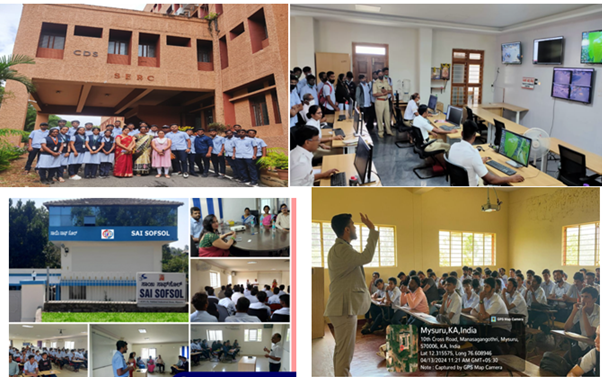 CDS
SERC
SAI SOFSOL
SAI SOFSOL
GPS Map Camera
Mysuru,KA,India
10th Cross Road, Manasagangothri, Mysuru,
570006, KA, India
Lat 12.315575, Long 76.608946
04/13/2024 11:21 AM GMT+05:30
Note : Captured by GPS Map Camera